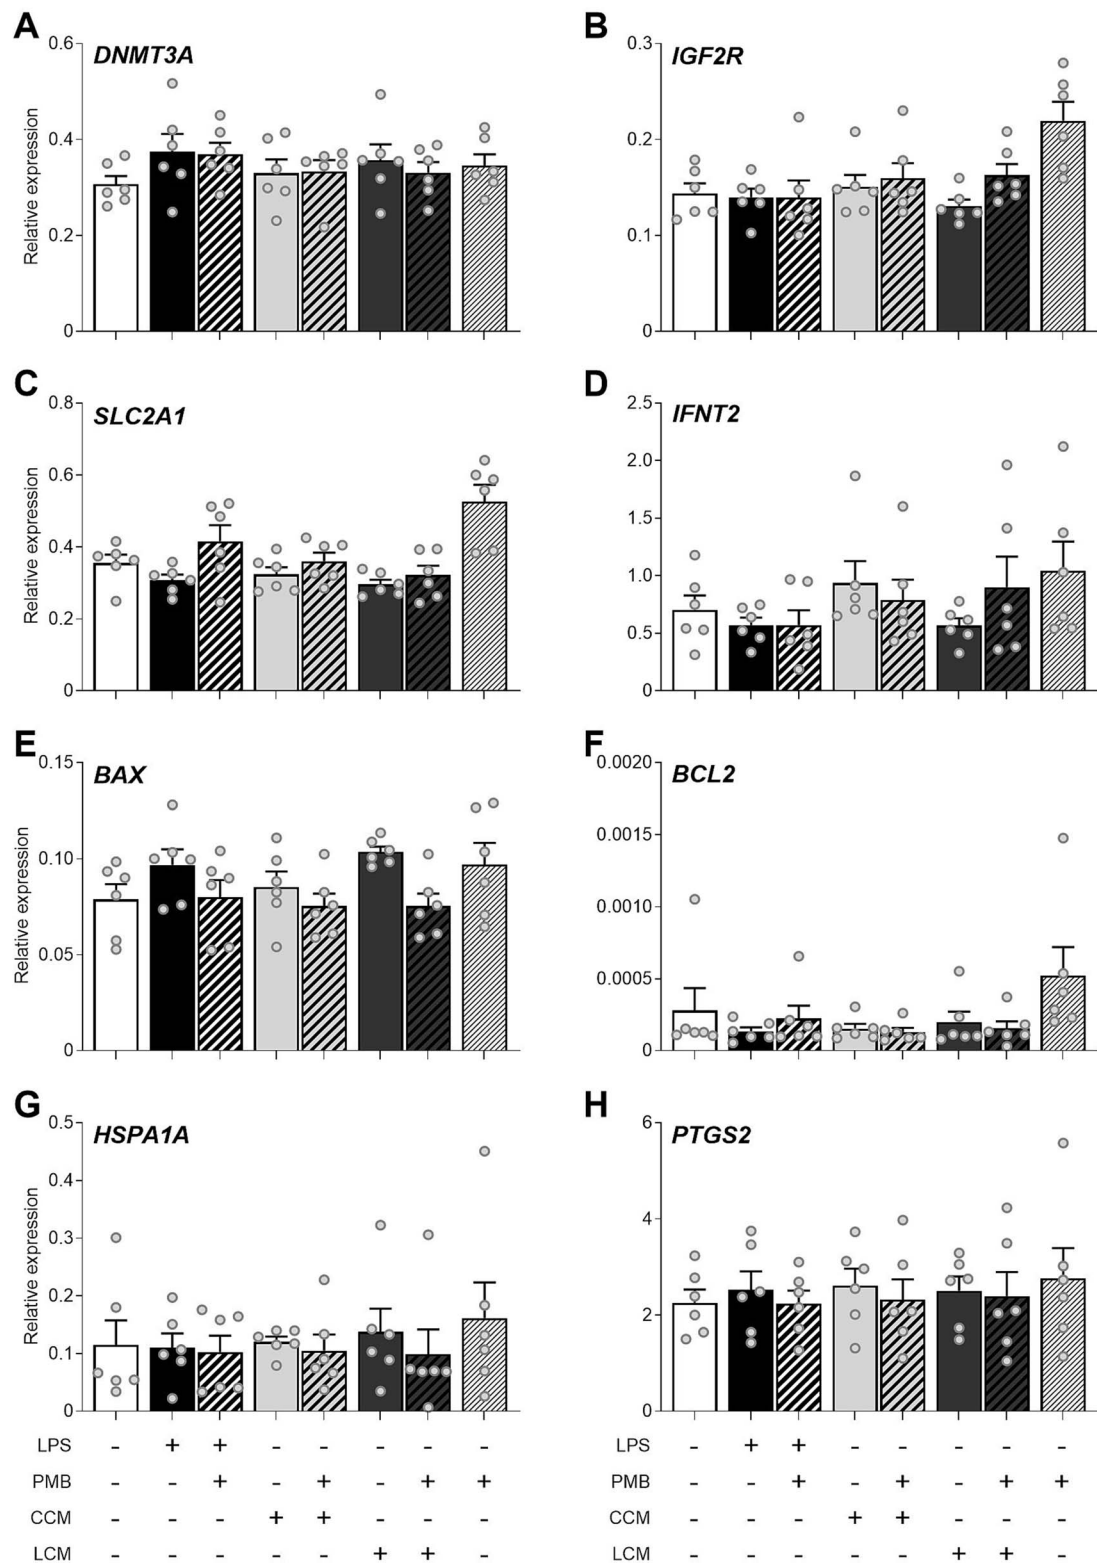 A
B
DNMT3A
IGF2R
Relative expression
0.6
0.4
0.2
0
0.3
0.2
0.1
0
C
D
SLC2A1
IFNT2
Relative expression
0.8
0.6
0.4
0.2
0
2.5
2.0
1.5
1.0
0.5
0
E
F
BAX
BCL2
Relative expression
0.15
0.10
0.05
0
0.0020
0.0015
0.0010
0.0005
0
G
H
HSPA1A
PTGS2
Relative expression
0.5
0.4
0.3
0.2
0.1
0
6
4
2
0
LPS - + + - - - - -
PMB - - + - + - + +
CCM - - - + + - - -
LCM - - - - - + + -
LPS - + + - - - - -
PMB - - + - + - + +
CCM - - - + + - - -
LCM - - - - - + + -